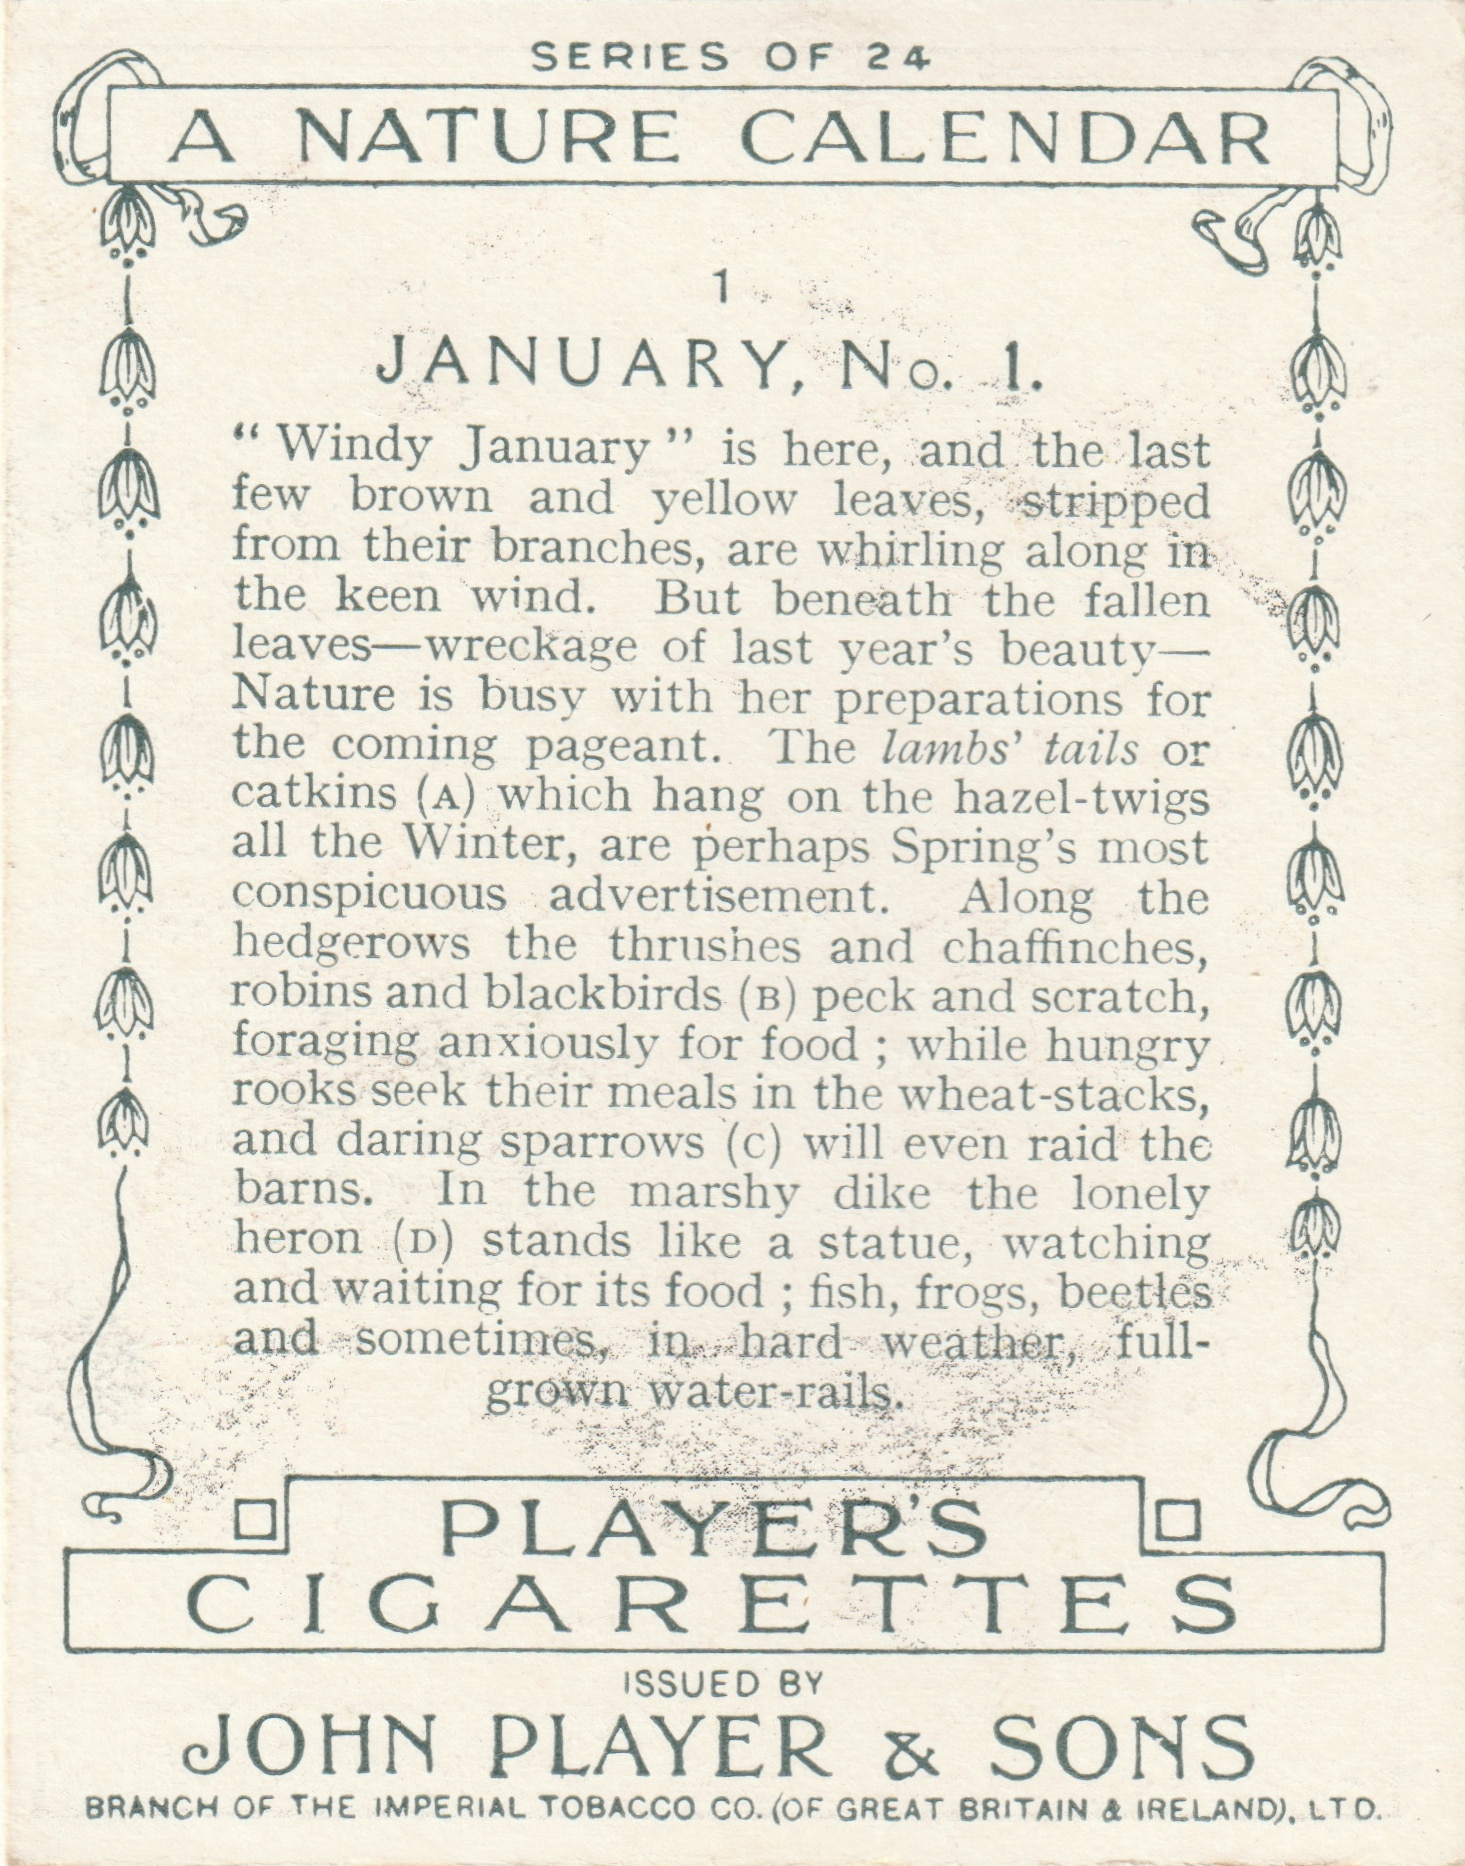 SERIES OF 24
A NATURE CALENDAR
1
JANUARY, No. 1.
“ Windy January ” is here, and the last
few brown and yellow leaves, stripped
from their branches, are whirling along in
the keen wind. But beneath the fallen
leaves—wreckage of last year’s beauty—
Nature is busy with her preparations for
the coming pageant. The lambs’ tails or
catkins (A) which hang on the hazel-twigs
all the Winter, are perhaps Spring’s most
conspicuous advertisement. Along the
hedgerows the thrushes and chaffinches,
robins and blackbirds (B) peck and scratch,
foraging anxiously for food ; while hungry
rooks seek their meals in the wheat-stacks,
and daring sparrows (C) will even raid the
barns. In the marshy dike the lonely
heron (D) stands like a statue, watching
and waiting for its food ; fish, frogs, beetles
and sometimes, in hard weather, full-
grown water-rails.
PLAYER’S
CIGARETTES
ISSUED BY
JOHN PLAYER & SONS
BRANCH OF THE IMPERIAL TOBACCO CO. (OF GREAT BRITAIN & IRELAND), LTD.